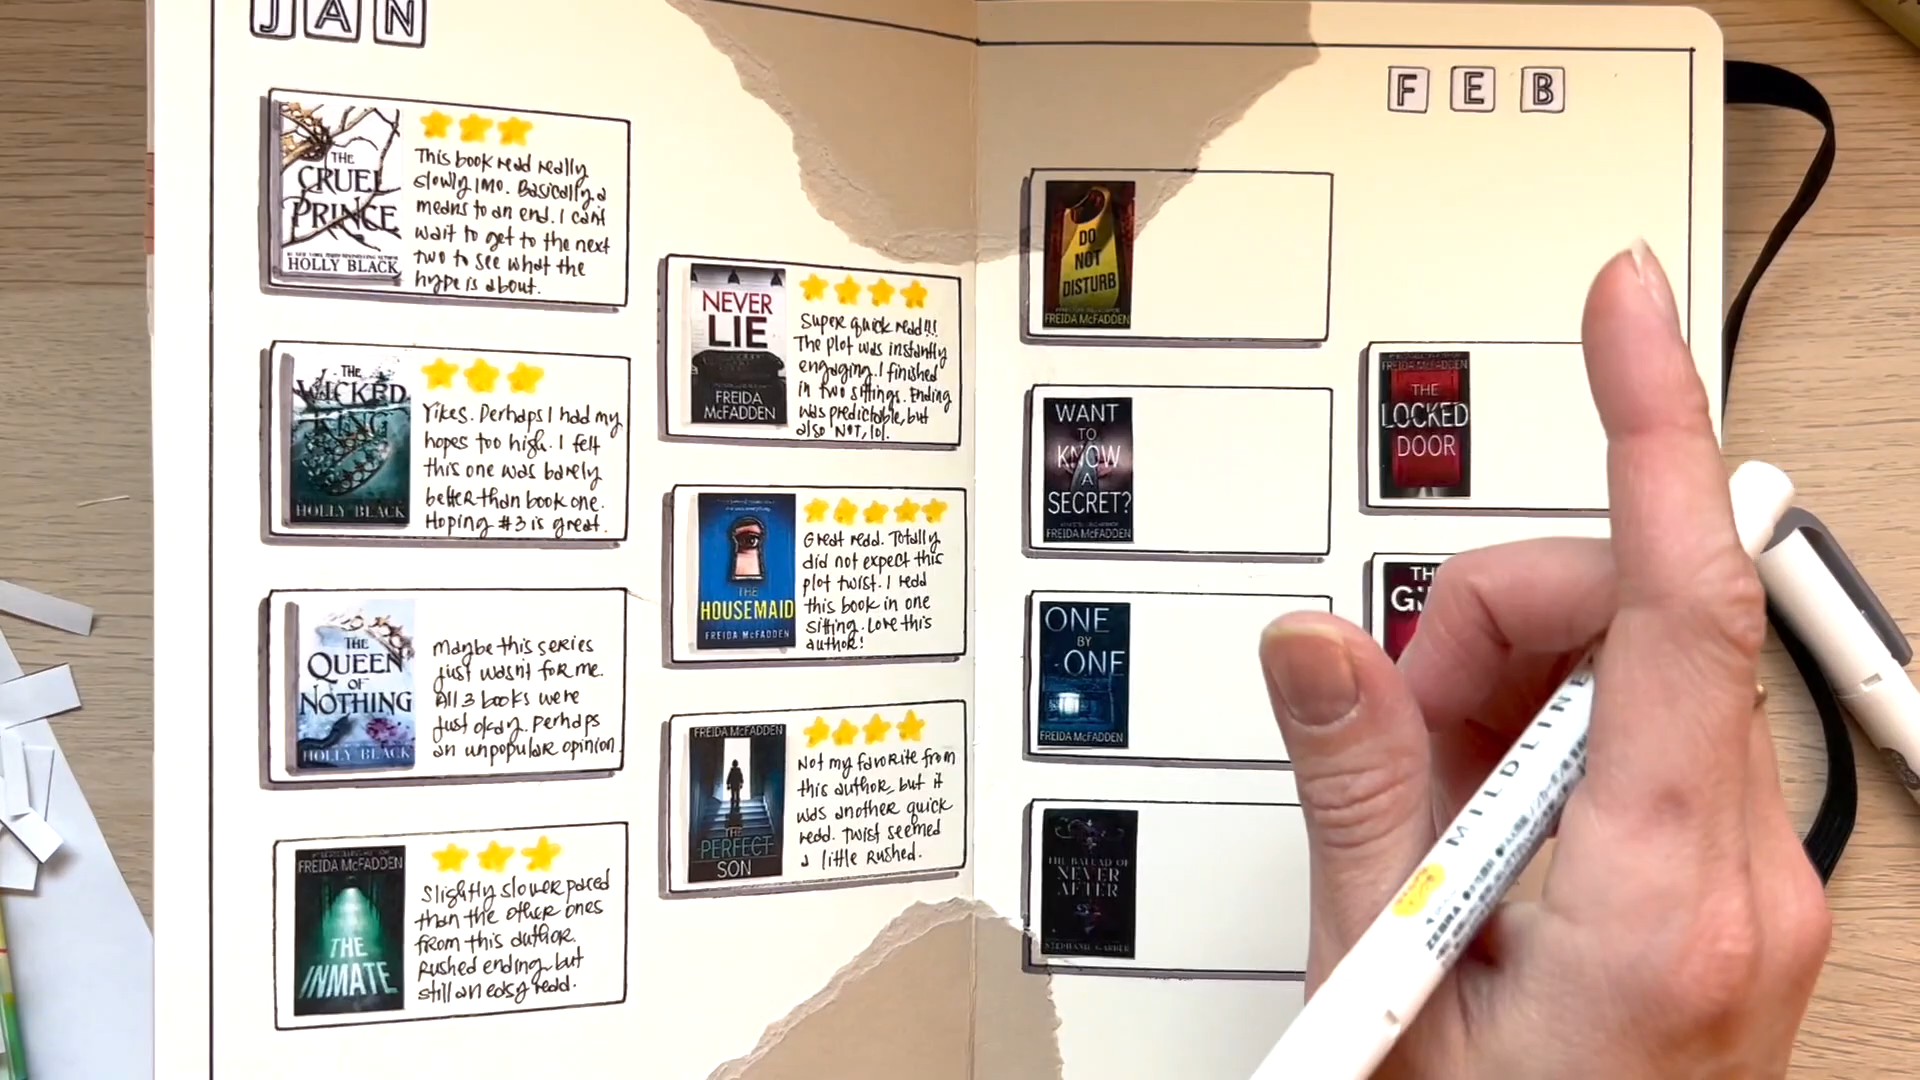 JAN
THE
CRUEL
PRINCE
HOLLY BLACK
This book read really
slowly IMO. Basically a
means to an end. I can't
wait to get to the next
two to see what the
hype is about.
THE
WICKED
KING
HOLLY BLACK
Yikes. Perhaps I had my
hopes too high. I felt
this one was barely
better than book one.
Hoping #3 is great.
THE
QUEEN
OF
NOTHING
HOLLY BLACK
Maybe this series
just wasn't for me.
All 3 books were
just okay. Perhaps
an unpopular opinion.
FREIDA McFADDEN
THE
INMATE
Slightly slower paced
than the other ones
from this author.
Rushed ending, but
still an easy read.
NEVER
LIE
FREIDA
McFADDEN
Super quick read!!!
The plot was instantly
engaging. I finished
in two sittings. Ending
was predictable, but
also NOT, lol.
THE
HOUSEMAID
FREIDA McFADDEN
Great read. Totally
did not expect this
plot twist. I read
this book in one
sitting. Love this
author!
FREIDA McFADDEN
THE
PERFECT
SON
Not my favorite from
this author, but it
was another quick
read. Twist seemed
a little rushed.
FEB
DO
NOT
DISTURB
FREIDA McFADDEN
WANT
TO
KNOW
A
SECRET?
FREIDA McFADDEN
ONE
BY
ONE
FREIDA McFADDEN
THE BALLAD OF
NEVER
AFTER
STEPHANIE GARBER
FREIDA McFADDEN
THE
LOCKED
DOOR
TH
G
MILDLINE
ZEBRA